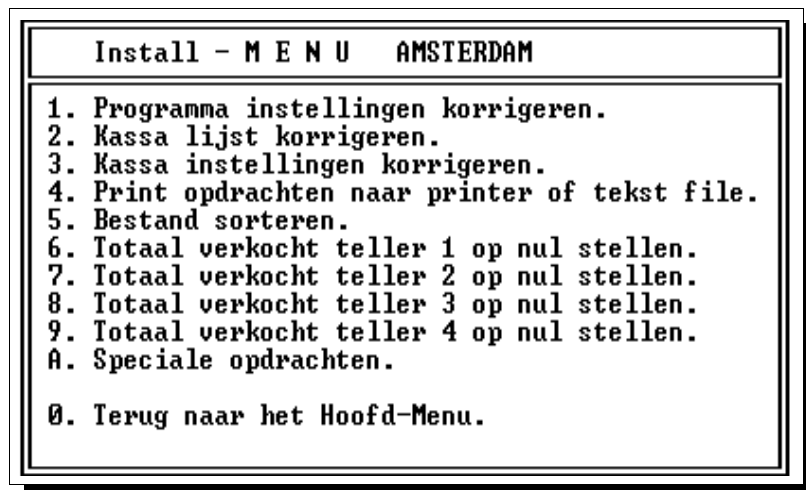 Install - M E N U   AMSTERDAM
1. Programma instellingen korrigeren.
2. Kassa lijst korrigeren.
3. Kassa instellingen korrigeren.
4. Print opdrachten naar printer of tekst file.
5. Bestand sorteren.
6. Totaal verkocht teller 1 op nul stellen.
7. Totaal verkocht teller 2 op nul stellen.
8. Totaal verkocht teller 3 op nul stellen.
9. Totaal verkocht teller 4 op nul stellen.
A. Speciale opdrachten.
0. Terug naar het Hoofd-Menu.